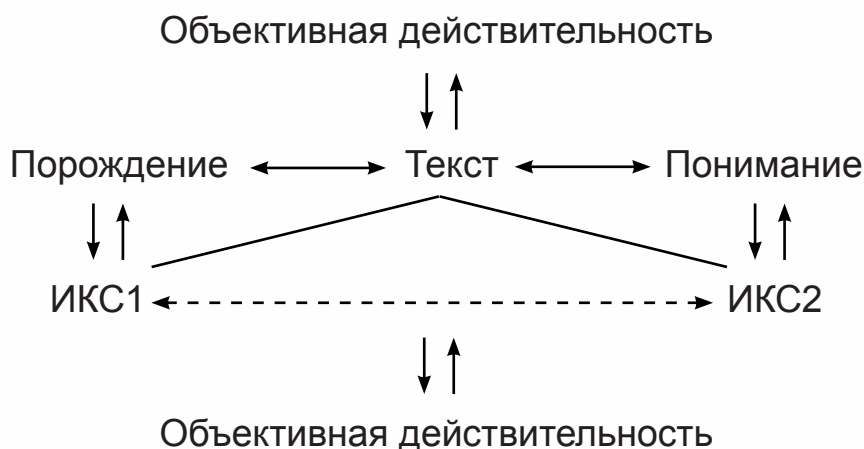 Объективная действительность
Порождение Текст Понимание
ИКС1 ИКС2
Объективная действительность